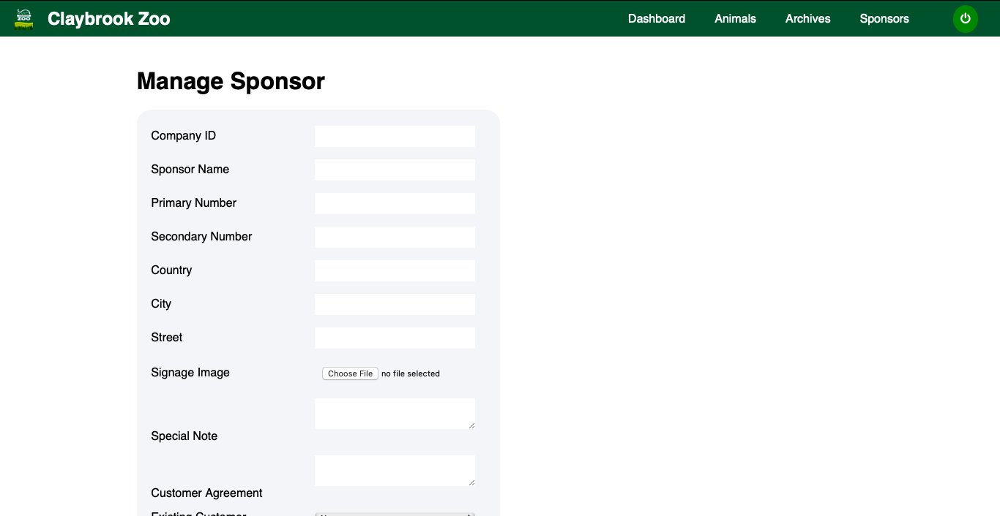 ZOO
Claybrook Zoo
Dashboard
Animals
Archives
Sponsors
Manage Sponsor
Company ID
Sponsor Name
Primary Number
Secondary Number
Country
City
Street
Signage Image
Choose File no file selected
Special Note
Customer Agreement
Existing Customer